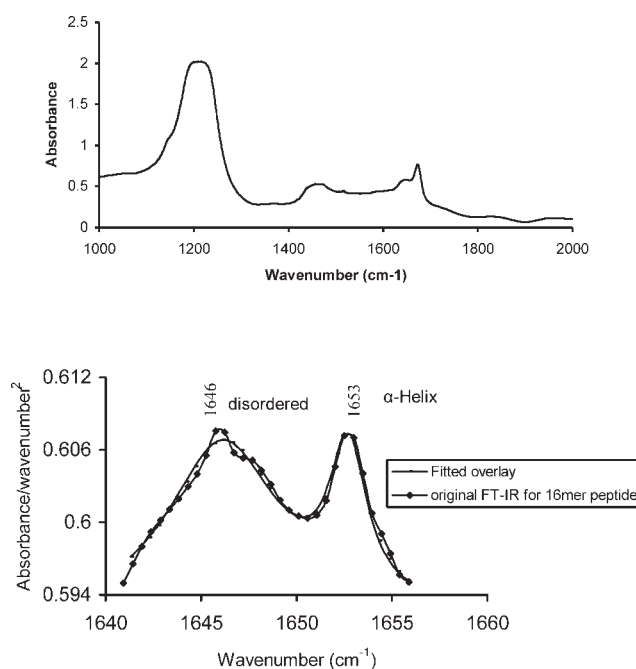 2.5
2
1.5
1
0.5
0
Absorbance
1000 1200 1400 1600 1800 2000
Wavenumber (cm-1)
0.612
0.606
0.6
0.594
Absorbance/wavenumber²
1646
disordered
1653
α-Helix
Fitted overlay
original FT-IR for 16mer peptide
1640 1645 1650 1655 1660
Wavenumber (cm⁻¹)